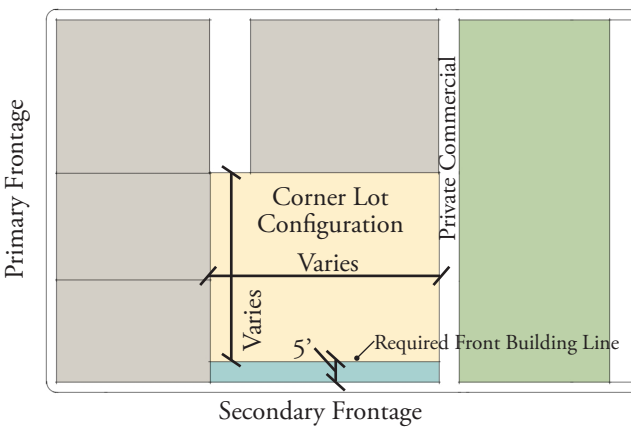 Primary Frontage
Private Commercial
Corner Lot
Configuration
Varies
Varies
5’
Required Front Building Line
Secondary Frontage